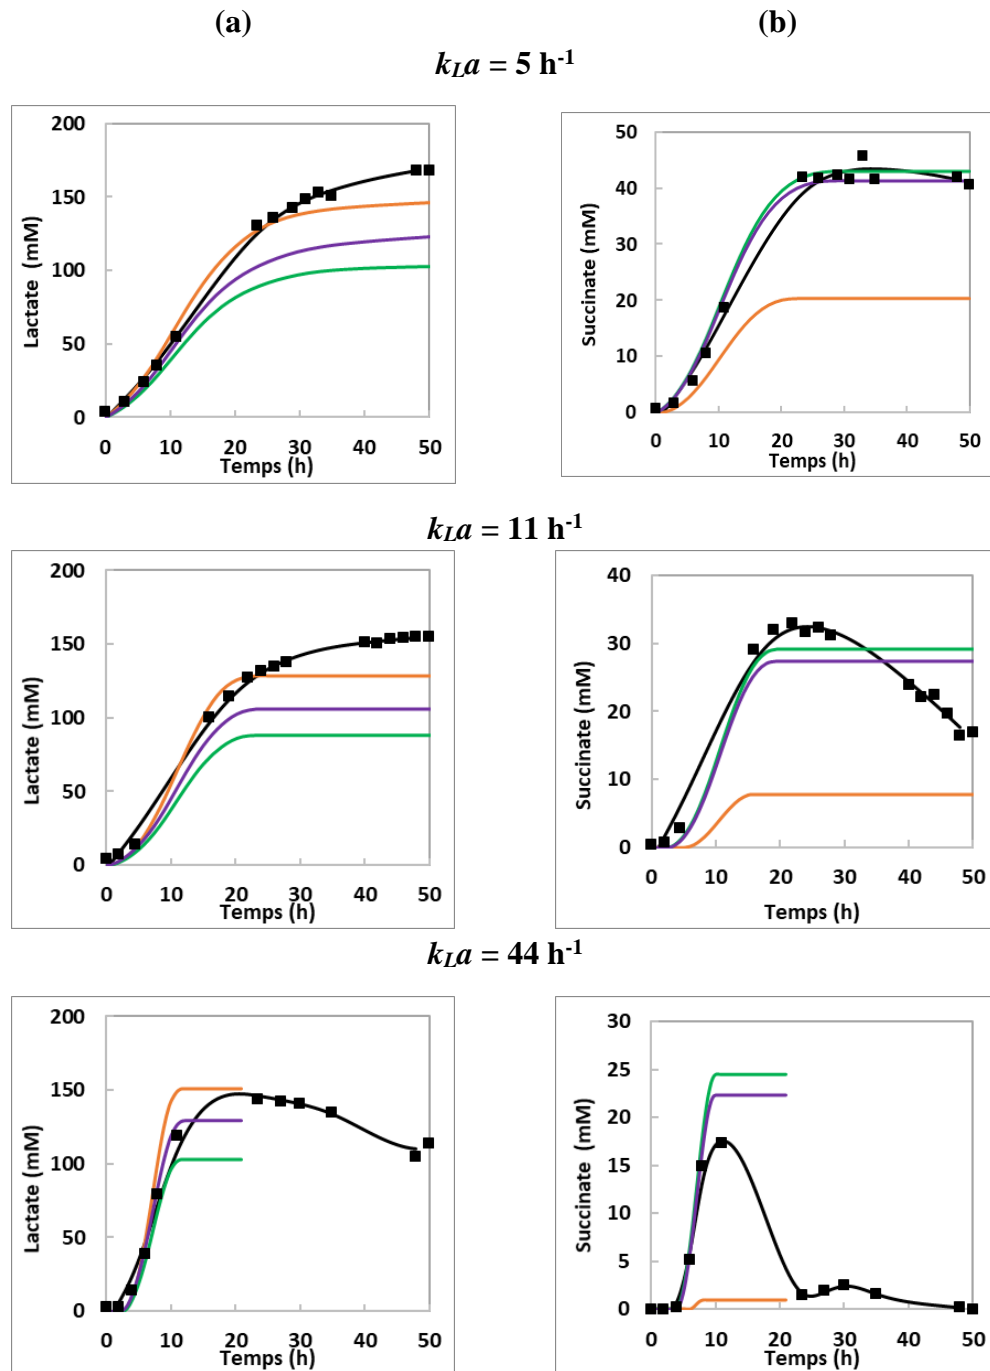 (a) (b)
kLa = 5 h-1
200
150
100
50
0
0 10 20 30 40 50
Lactate (mM)
Temps (h)
50
40
30
20
10
0
0 10 20 30 40 50
Succinate (mM)
Temps (h)
kLa = 11 h-1
200
150
100
50
0
0 10 20 30 40 50
Lactate (mM)
Temps (h)
40
30
20
10
0
0 10 20 30 40 50
Succinate (mM)
Temps (h)
kLa = 44 h-1
200
150
100
50
0
0 10 20 30 40 50
Lactate (mM)
Temps (h)
30
25
20
15
10
5
0
0 10 20 30 40 50
Succinate (mM)
Temps (h)